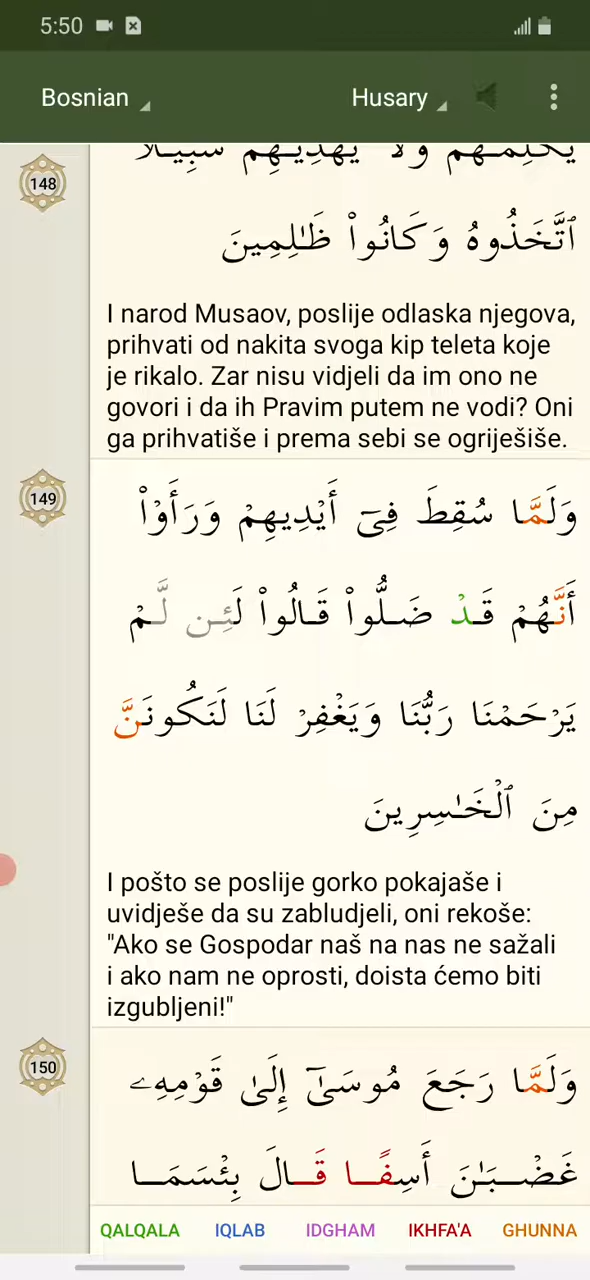 5:50
Bosnian
Husary
148
يُكَلِّمُهُمْ وَلَا يَهْدِيهِمْ سَبِيلًا
ٱتَّخَذُوهُ وَكَانُوا۟ ظَـٰلِمِينَ
I narod Musaov, poslije odlaska njegova,
prihvati od nakita svoga kip teleta koje
je rikalo. Zar nisu vidjeli da im ono ne
govori i da ih Pravim putem ne vodi? Oni
ga prihvatiše i prema sebi se ogriješiše.
149
وَلَمَّا سُقِطَ فِىٓ أَيْدِيهِمْ وَرَأَوْا۟
أَنَّهُمْ قَدْ ضَلُّوا۟ قَالُوا۟ لَئِن لَّمْ
يَرْحَمْنَا رَبُّنَا وَيَغْفِرْ لَنَا لَنَكُونَنَّ
مِنَ ٱلْخَـٰسِرِينَ
I pošto se poslije gorko pokajaše i
uvidješe da su zabludjeli, oni rekoše:
"Ako se Gospodar naš na nas ne sažali
i ako nam ne oprosti, doista ćemo biti
izgubljeni!"
150
وَلَمَّا رَجَعَ مُوسَىٰٓ إِلَىٰ قَوْمِهِۦ
غَضْبَـٰنَ أَسِفًا قَالَ بِئْسَمَا
QALQALA IQLAB IDGHAM IKHFA'A GHUNNA